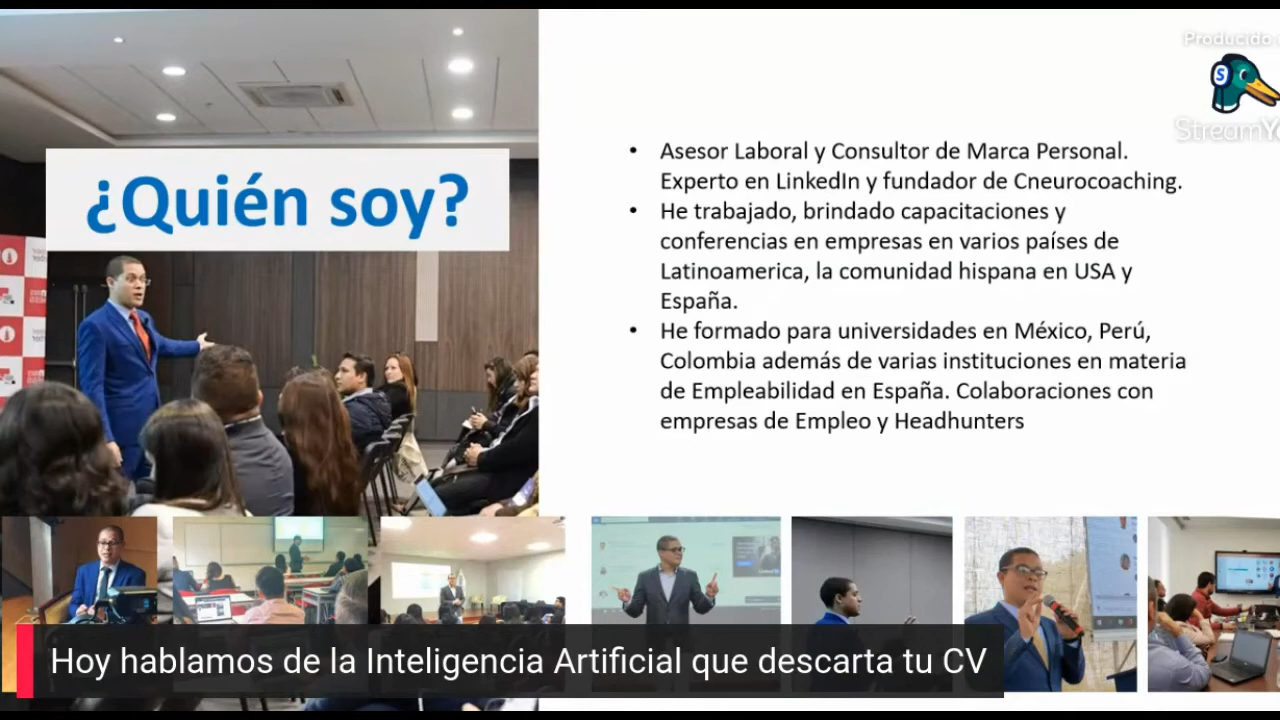 ¿Quién soy?
Producido
StreamY
• Asesor Laboral y Consultor de Marca Personal.
Experto en LinkedIn y fundador de Cneurocoaching.
• He trabajado, brindado capacitaciones y
conferencias en empresas en varios países de
Latinoamerica, la comunidad hispana en USA y
España.
• He formado para universidades en México, Perú,
Colombia además de varias instituciones en materia
de Empleabilidad en España. Colaboraciones con
empresas de Empleo y Headhunters
Hoy hablamos de la Inteligencia Artificial que descarta tu CV